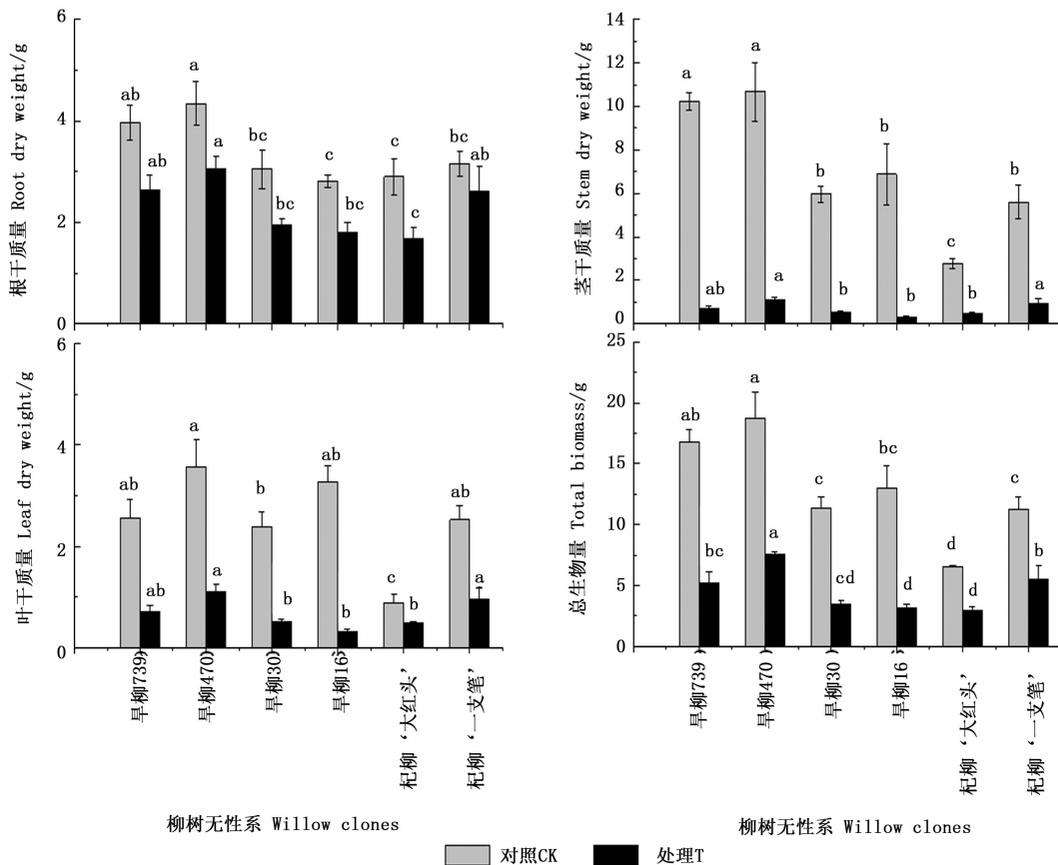 根干质量 Root dry weight/g
6
4
2
0
ab ab a a bc bc c bc c c bc ab
茎干质量 Stem dry weight/g
14
12
10
8
6
4
2
0
a ab a a b b b b c b b a
叶干质量 Leaf dry weight/g
6
4
2
0
ab ab a a b b ab b c b ab a
总生物量 Total biomass/g
25
20
15
10
5
0
ab bc a a c cd bc d d d c b
旱柳739
旱柳470
旱柳30
旱柳16
杞柳‘大红头’
杞柳‘一支笔’
旱柳739
旱柳470
旱柳30
旱柳16
杞柳‘大红头’
杞柳‘一支笔’
柳树无性系 Willow clones
柳树无性系 Willow clones
对照CK 处理T